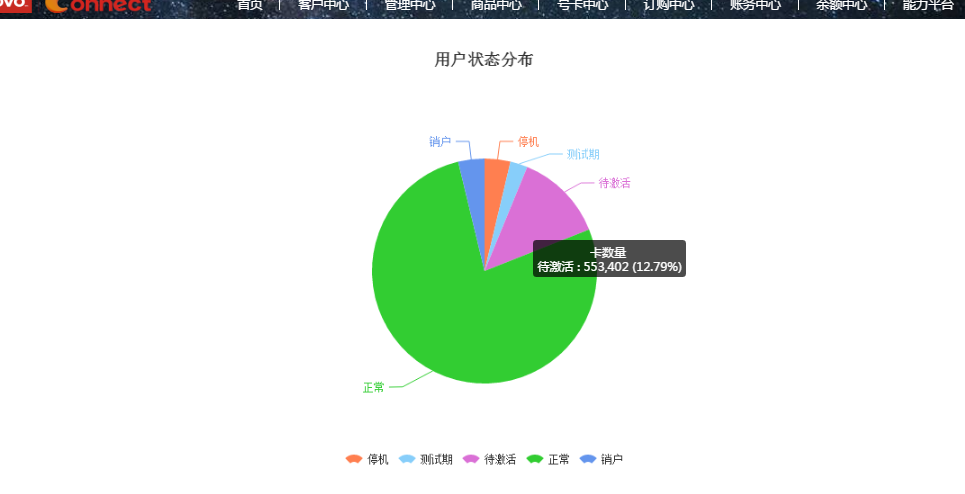 ovo
onnect
首页 客户中心 管理中心 商品中心 号卡中心 订购中心 账务中心 余额中心 能力平台
用户状态分布
销户
停机
测试期
待激活
卡数量
待激活 : 553,402 (12.79%)
正常
停机 测试期 待激活 正常 销户